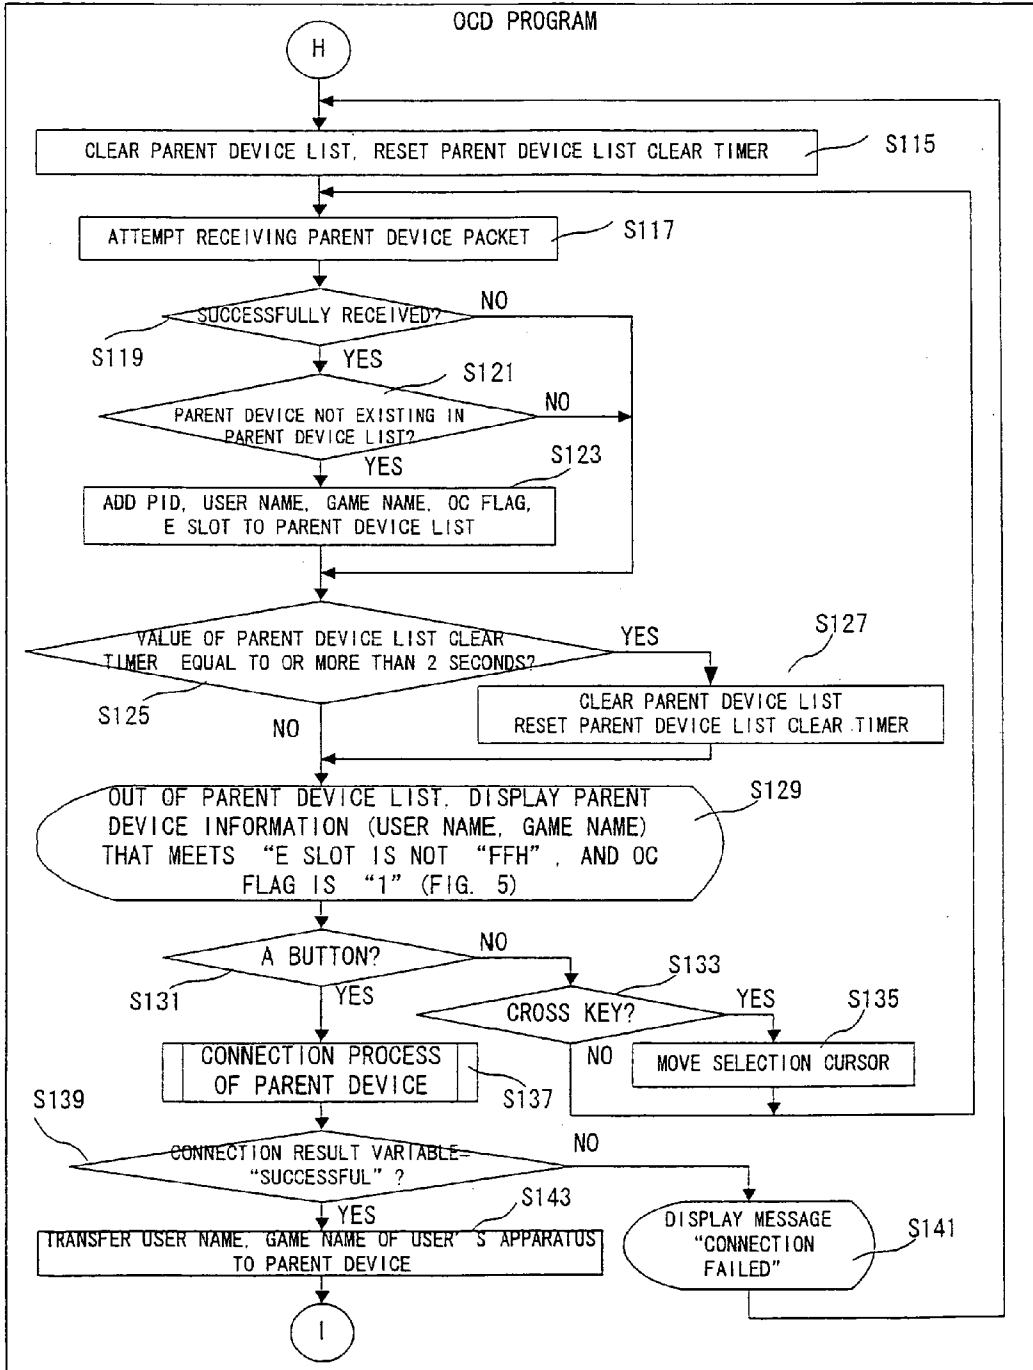 OCD PROGRAM
H
CLEAR PARENT DEVICE LIST, RESET PARENT DEVICE LIST CLEAR TIMER
S115
ATTEMPT RECEIVING PARENT DEVICE PACKET
S117
SUCCESSFULLY RECEIVED?
NO
S119
YES
S121
PARENT DEVICE NOT EXISTING IN
PARENT DEVICE LIST?
NO
YES
S123
ADD PID, USER NAME, GAME NAME, OC FLAG,
E SLOT TO PARENT DEVICE LIST
VALUE OF PARENT DEVICE LIST CLEAR
TIMER EQUAL TO OR MORE THAN 2 SECONDS?
YES
S127
S125
NO
CLEAR PARENT DEVICE LIST
RESET PARENT DEVICE LIST CLEAR TIMER
OUT OF PARENT DEVICE LIST, DISPLAY PARENT
DEVICE INFORMATION (USER NAME, GAME NAME)
THAT MEETS “E SLOT IS NOT “FFH”, AND OC
FLAG IS “1” (FIG. 5)
S129
A BUTTON?
NO
S131
YES
S133
CROSS KEY?
YES
S135
NO
MOVE SELECTION CURSOR
CONNECTION PROCESS
OF PARENT DEVICE
S137
S139
CONNECTION RESULT VARIABLE=
“SUCCESSFUL” ?
NO
YES
S143
TRANSFER USER NAME, GAME NAME OF USER'S APPARATUS
TO PARENT DEVICE
DISPLAY MESSAGE
“CONNECTION
FAILED”
S141
I